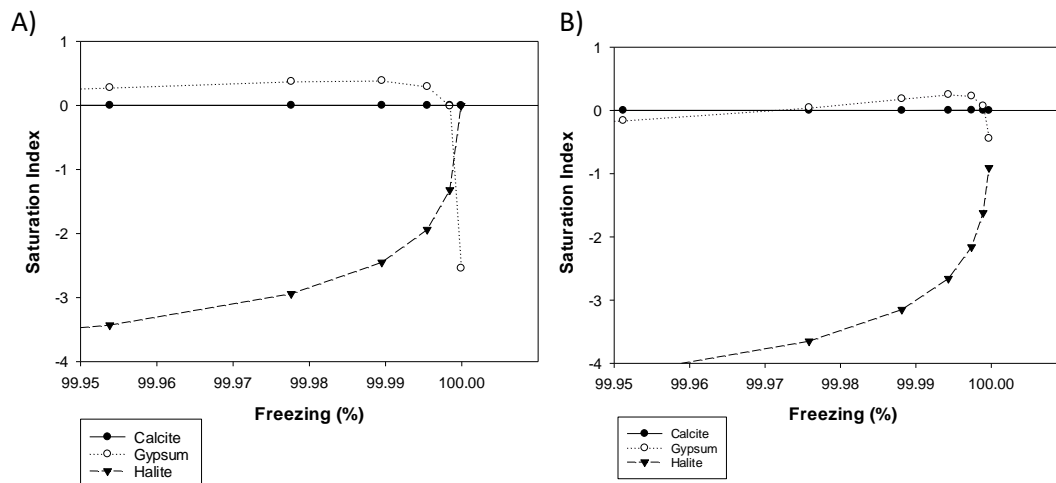 A)
1
0
-1
-2
-3
-4
Saturation Index
99.95 99.96 99.97 99.98 99.99 100.00
Freezing (%)
Calcite
Gypsum
Halite
B)
1
0
-1
-2
-3
-4
Saturation Index
99.95 99.96 99.97 99.98 99.99 100.00
Freezing (%)
Calcite
Gypsum
Halite